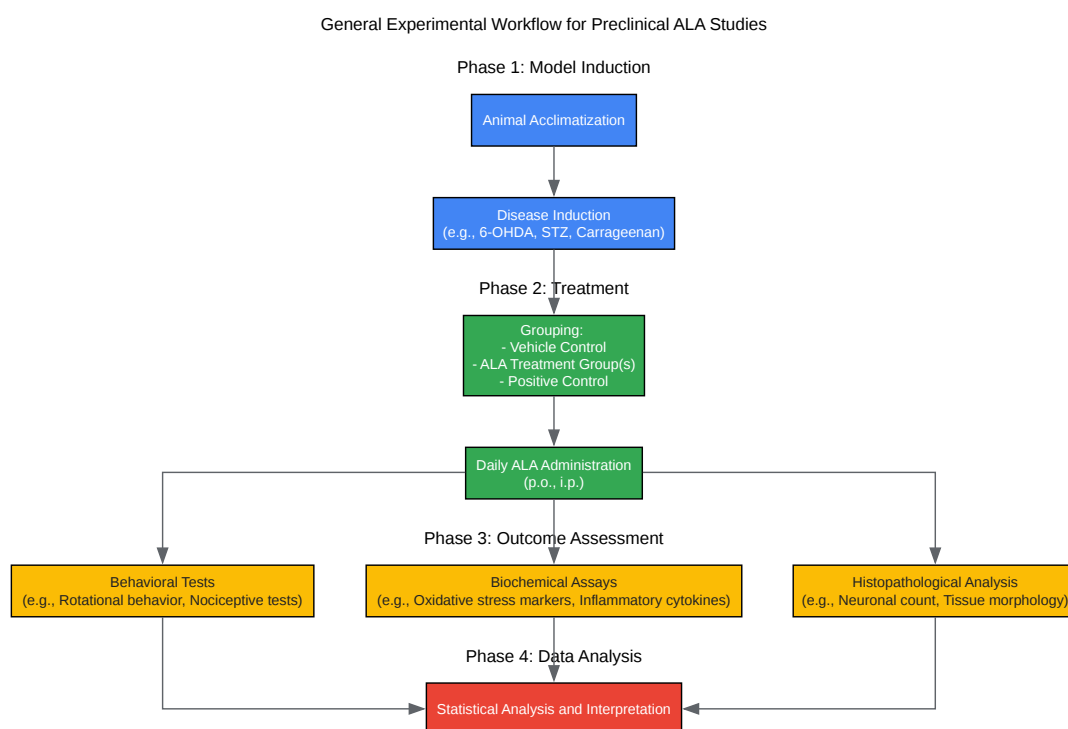 General Experimental Workflow for Preclinical ALA Studies
Phase 1: Model Induction
Animal Acclimatization
Disease Induction
(e.g., 6-OHDA, STZ, Carrageenan)
Phase 2: Treatment
Grouping:
- Vehicle Control
- ALA Treatment Group(s)
- Positive Control
Daily ALA Administration
(p.o., i.p.)
Phase 3: Outcome Assessment
Behavioral Tests
(e.g., Rotational behavior, Nociceptive tests)
Biochemical Assays
(e.g., Oxidative stress markers, Inflammatory cytokines)
Histopathological Analysis
(e.g., Neuronal count, Tissue morphology)
Phase 4: Data Analysis
Statistical Analysis and Interpretation